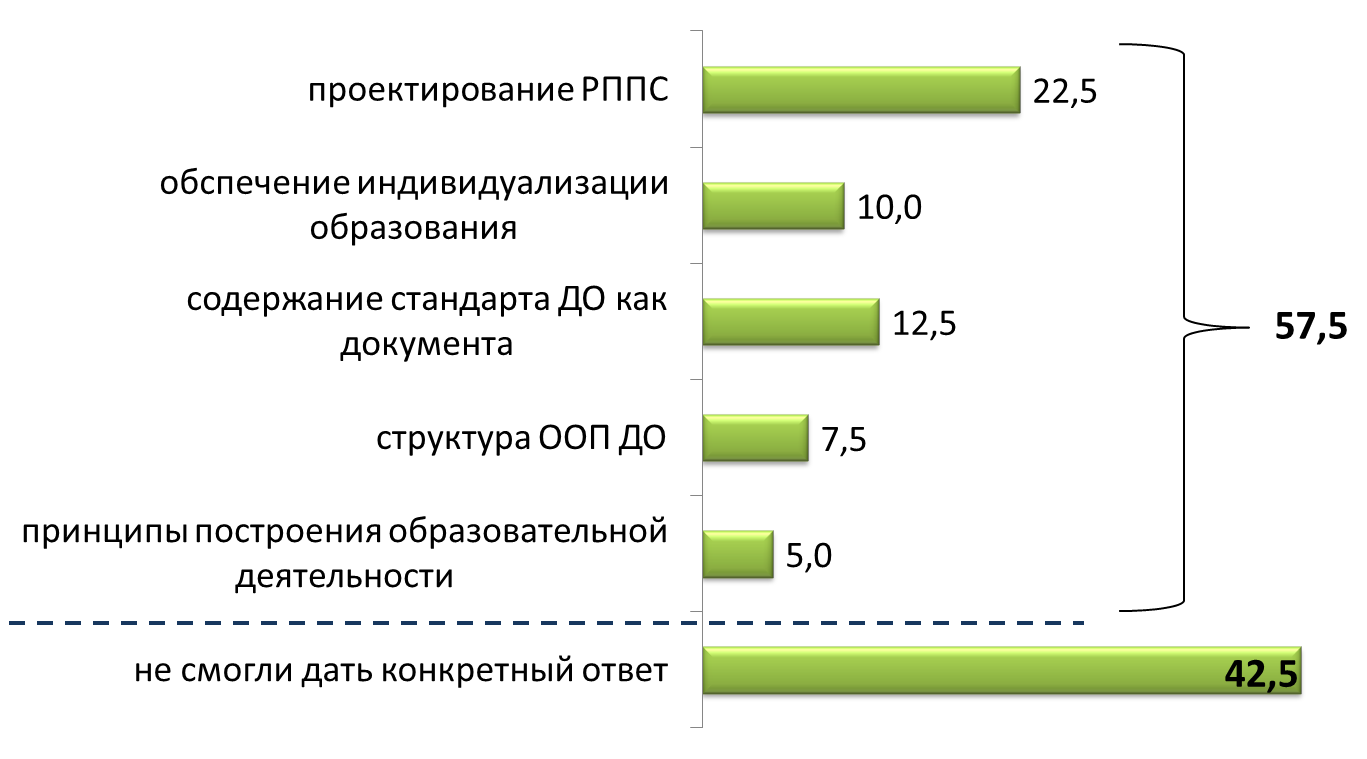 проектирование РППС
22,5
обспечение индивидуализации
образования
10,0
содержание стандарта ДО как
документа
12,5
57,5
структура ООП ДО
7,5
принципы построения образовательной
деятельности
5,0
не смогли дать конкретный ответ
42,5